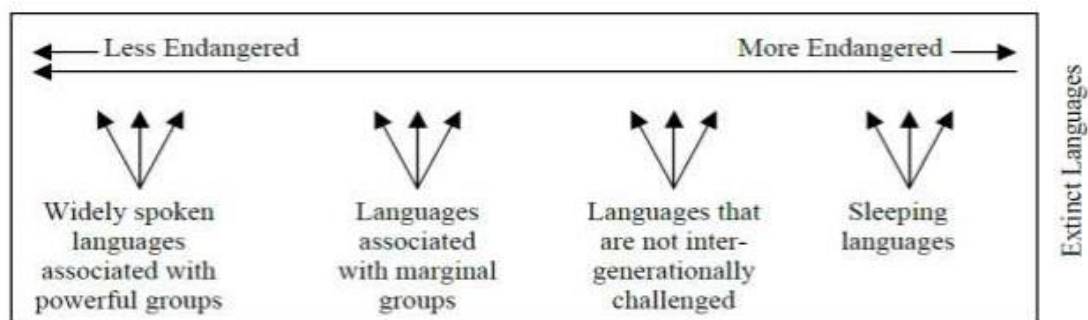 Less Endangered
More Endangered
Widely spoken
languages
associated with
powerful groups
Languages
associated
with marginal
groups
Languages that
are not inter-
generationally
challenged
Sleeping
languages
Extinct Languages